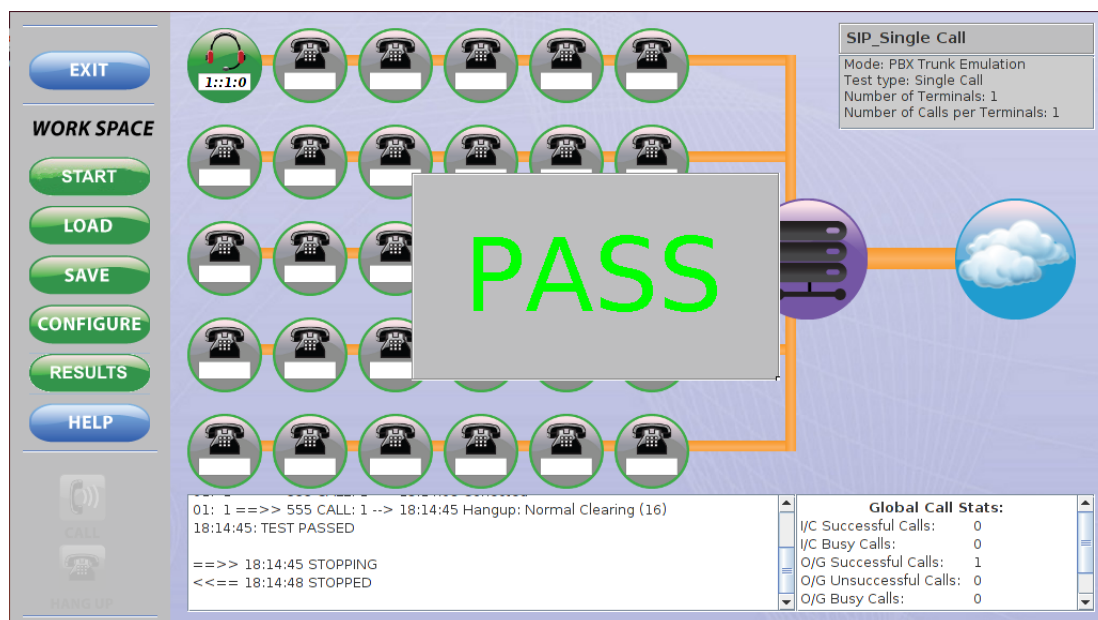 EXIT
WORK SPACE
START
LOAD
SAVE
CONFIGURE
RESULTS
HELP
CALL
HANG UP
1::1:0
PASS
SIP_Single Call
Mode: PBX Trunk Emulation
Test type: Single Call
Number of Terminals: 1
Number of Calls per Terminals: 1
01: 1 ==>> 555 CALL: 1 --> 18:14:45 Hangup: Normal Clearing (16)
18:14:45: TEST PASSED
==>> 18:14:45 STOPPING
<<== 18:14:48 STOPPED
Global Call Stats:
I/C Successful Calls: 0
I/C Busy Calls: 0
O/G Successful Calls: 1
O/G Unsuccessful Calls: 0
O/G Busy Calls: 0